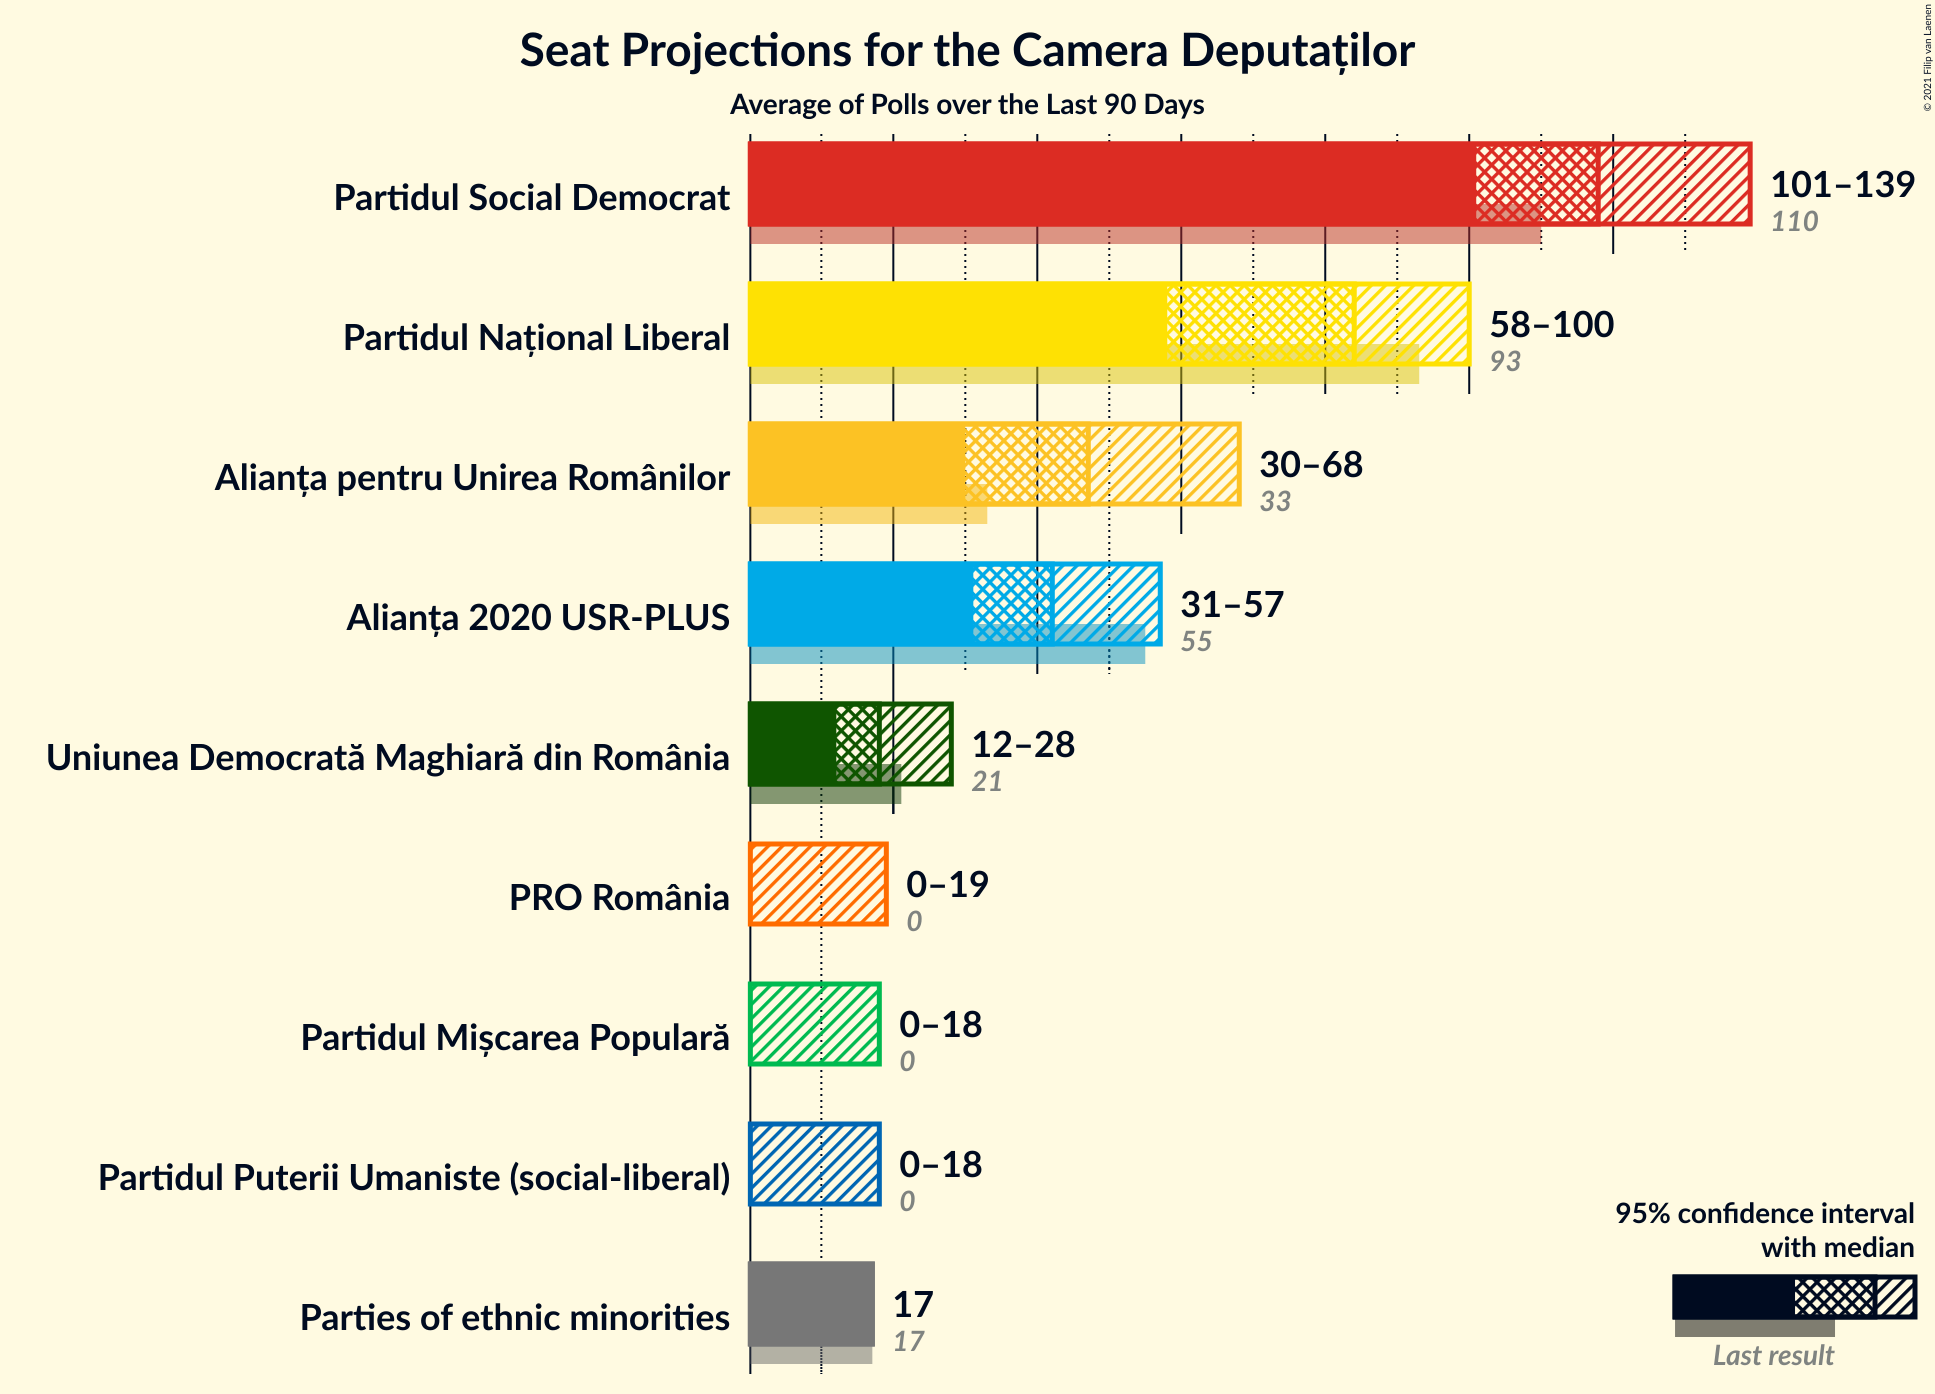 Seat Projections for the Camera Deputaților
Average of Polls over the Last 90 Days
© 2021 Filip van Laenen
Partidul Social Democrat
101–139
110
Partidul Național Liberal
58–100
93
Alianța pentru Unirea Românilor
30–68
33
Alianța 2020 USR-PLUS
31–57
55
Uniunea Democrată Maghiară din România
12–28
21
PRO România
0–19
0
Partidul Mișcarea Populară
0–18
0
Partidul Puterii Umaniste (social-liberal)
0–18
0
Parties of ethnic minorities
17
17
95% confidence interval
with median
Last result